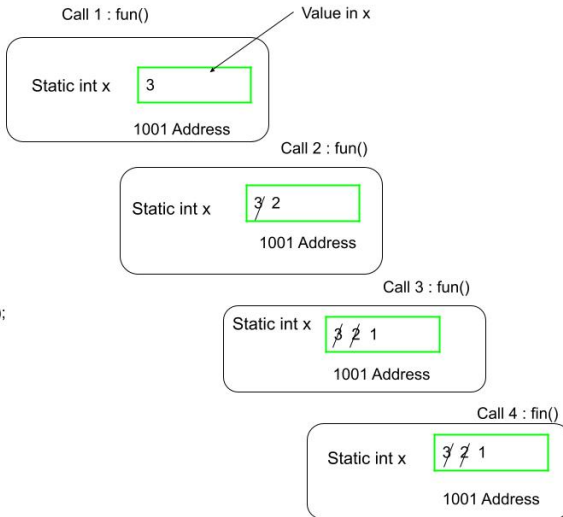 Call 1 : fun()
Value in x
Static int x
3
1001 Address
Call 2 : fun()
Static int x
3 2
1001 Address
Call 3 : fun()
);
Static int x
3 2 1
1001 Address
Call 4 : fin()
Static int x
3 2 1
1001 Address